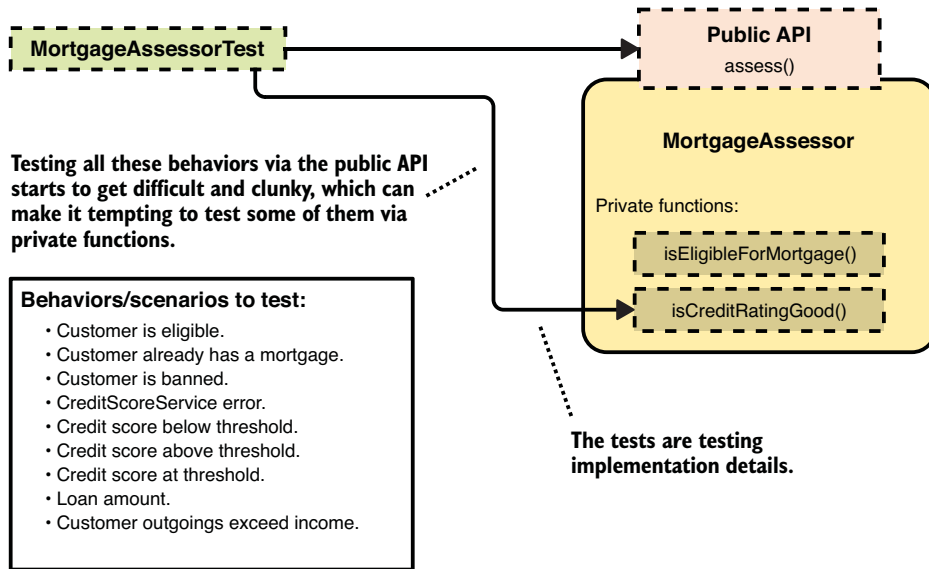 MortgageAssessorTest
Public API
assess()
MortgageAssessor
Private functions:
isEligibleForMortgage()
isCreditRatingGood()
Testing all these behaviors via the public API
starts to get difficult and clunky, which can
make it tempting to test some of them via
private functions.
Behaviors/scenarios to test:
• Customer is eligible.
• Customer already has a mortgage.
• Customer is banned.
• CreditScoreService error.
• Credit score below threshold.
• Credit score above threshold.
• Credit score at threshold.
• Loan amount.
• Customer outgoings exceed income.
The tests are testing
implementation details.